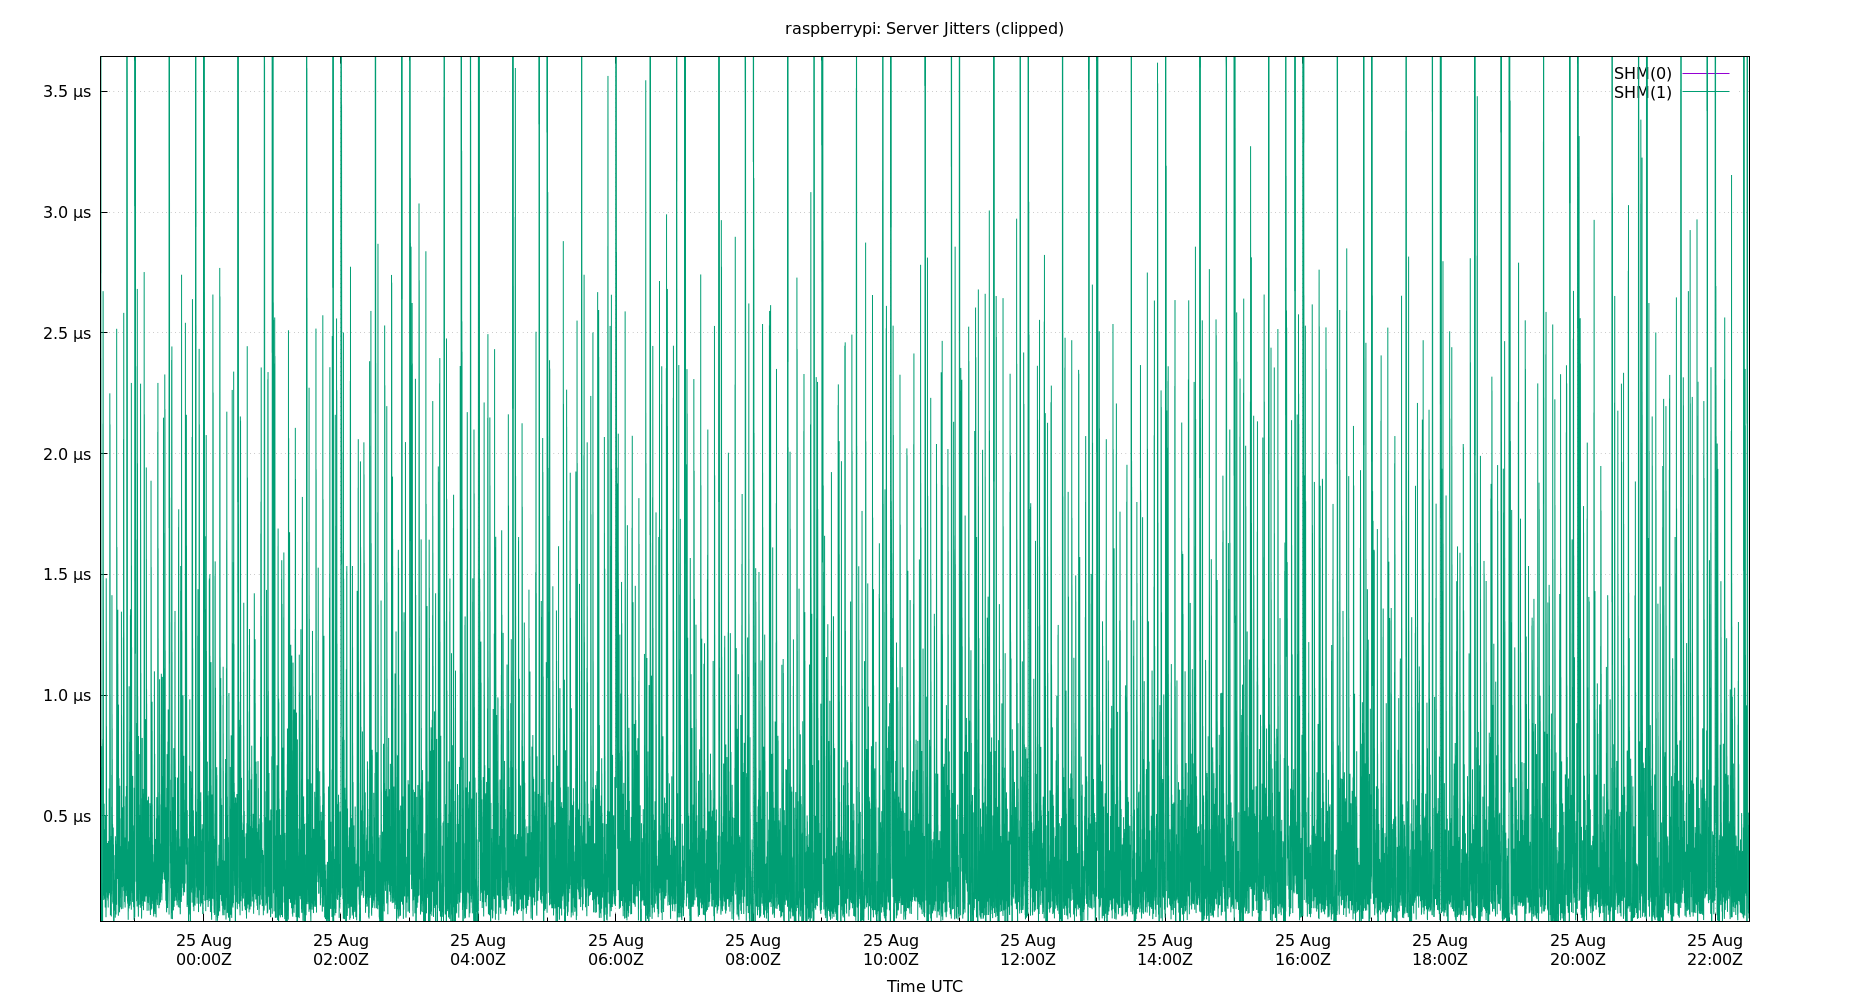 raspberrypi: Server Jitters (clipped)
SHM(0)
SHM(1)
3.5 μs
3.0 μs
2.5 μs
2.0 μs
1.5 μs
1.0 μs
0.5 μs
25 Aug 25 Aug 25 Aug 25 Aug 25 Aug 25 Aug 25 Aug 25 Aug 25 Aug 25 Aug 25 Aug 25 Aug
00:00Z 02:00Z 04:00Z 06:00Z 08:00Z 10:00Z 12:00Z 14:00Z 16:00Z 18:00Z 20:00Z 22:00Z
Time UTC